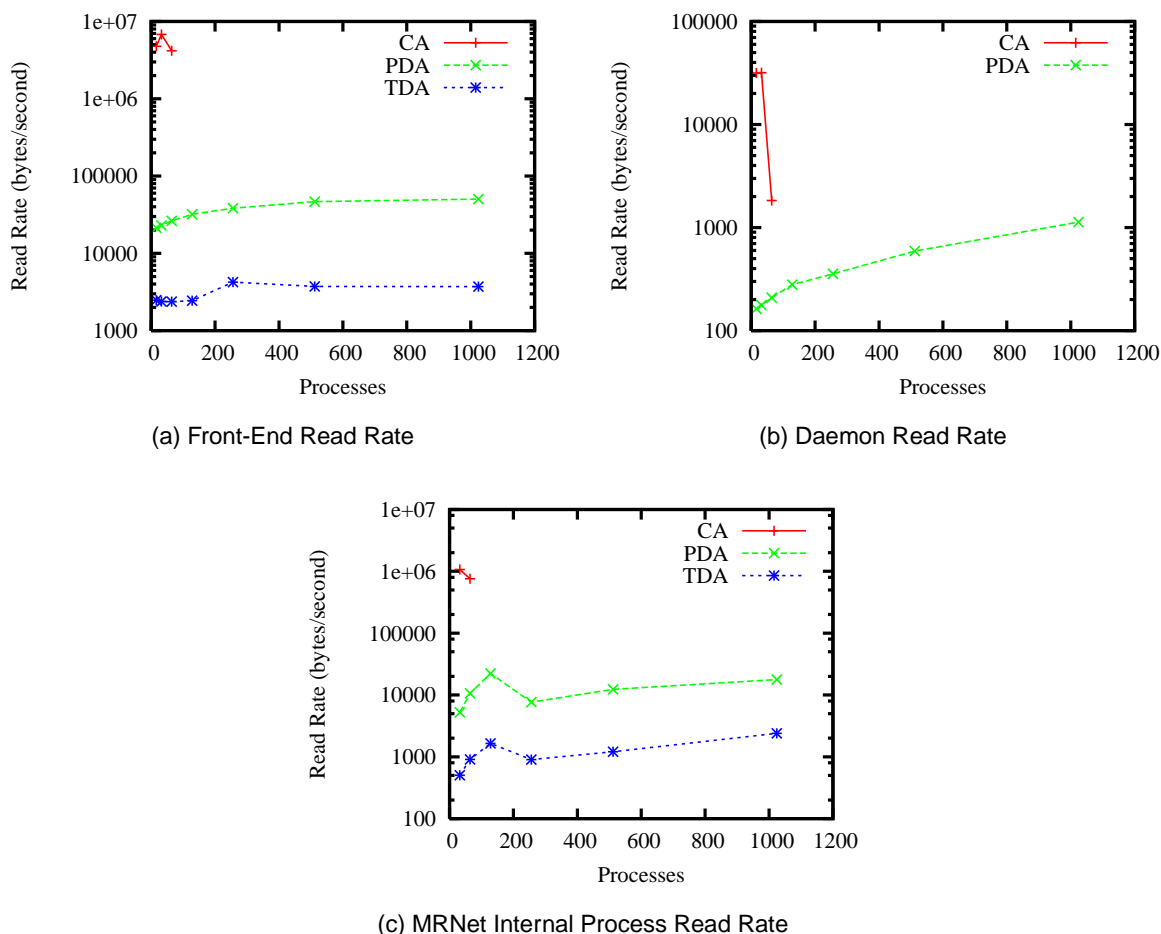 1e+07
1e+06
100000
10000
1000
Read Rate (bytes/second)
CA
PDA
TDA
0 200 400 600 800 1000 1200
Processes
(a) Front-End Read Rate
100000
10000
1000
100
Read Rate (bytes/second)
CA
PDA
0 200 400 600 800 1000 1200
Processes
(b) Daemon Read Rate
1e+07
1e+06
100000
10000
1000
100
Read Rate (bytes/second)
CA
PDA
TDA
0 200 400 600 800 1000 1200
Processes
(c) MRNet Internal Process Read Rate